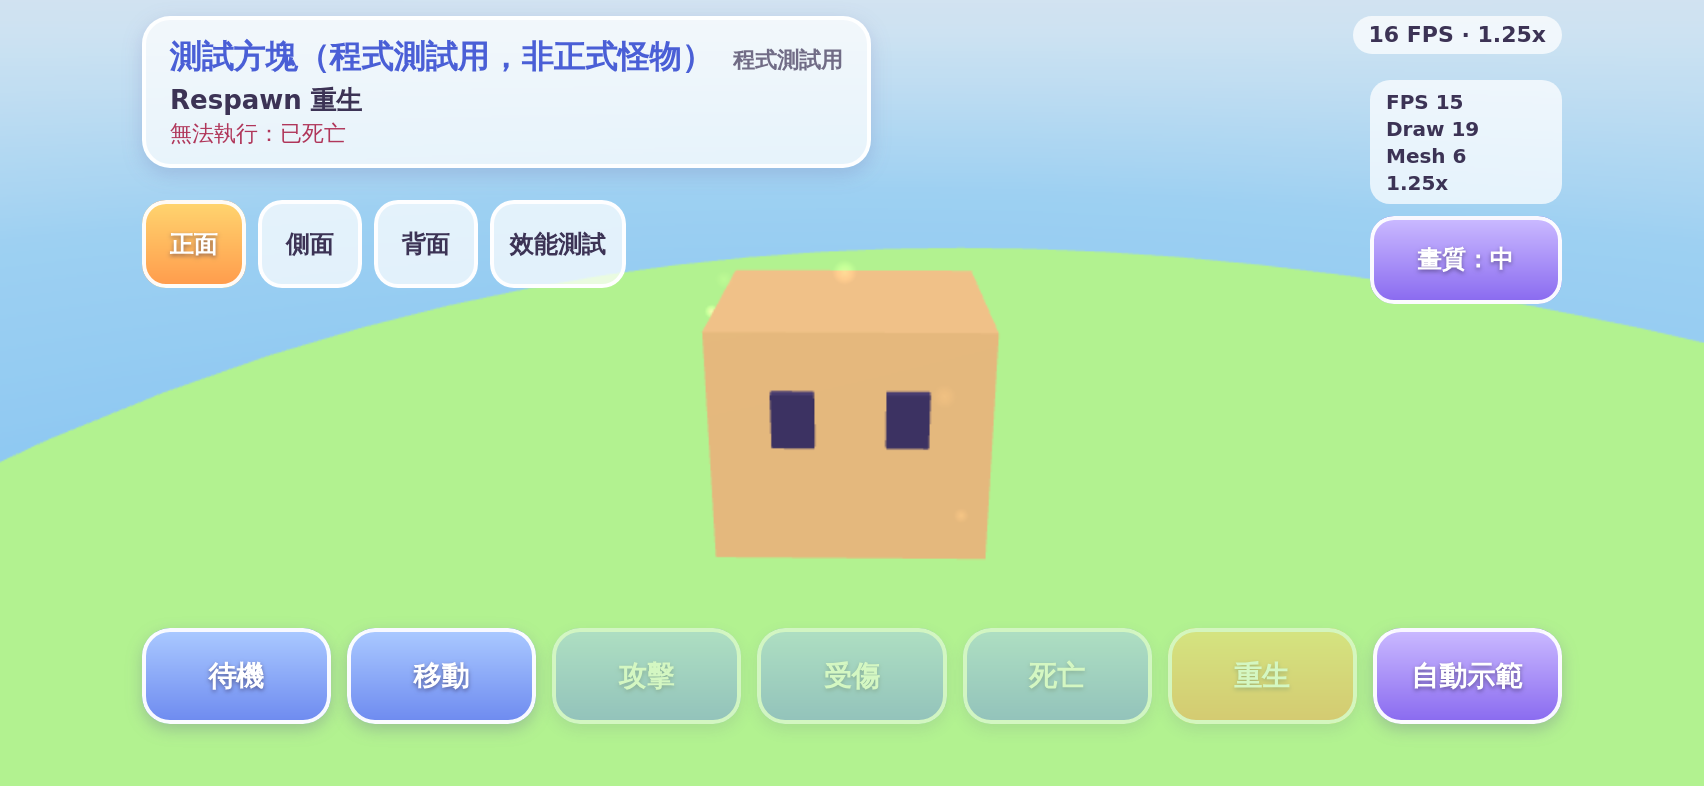 測試方塊（程式測試用，非正式怪物） 程式測試用
Respawn 重生
無法執行：已死亡
16 FPS · 1.25x
FPS 15
Draw 19
Mesh 6
1.25x
正面 側面 背面 效能測試
畫質：中
待機 移動 攻擊 受傷 死亡 重生 自動示範